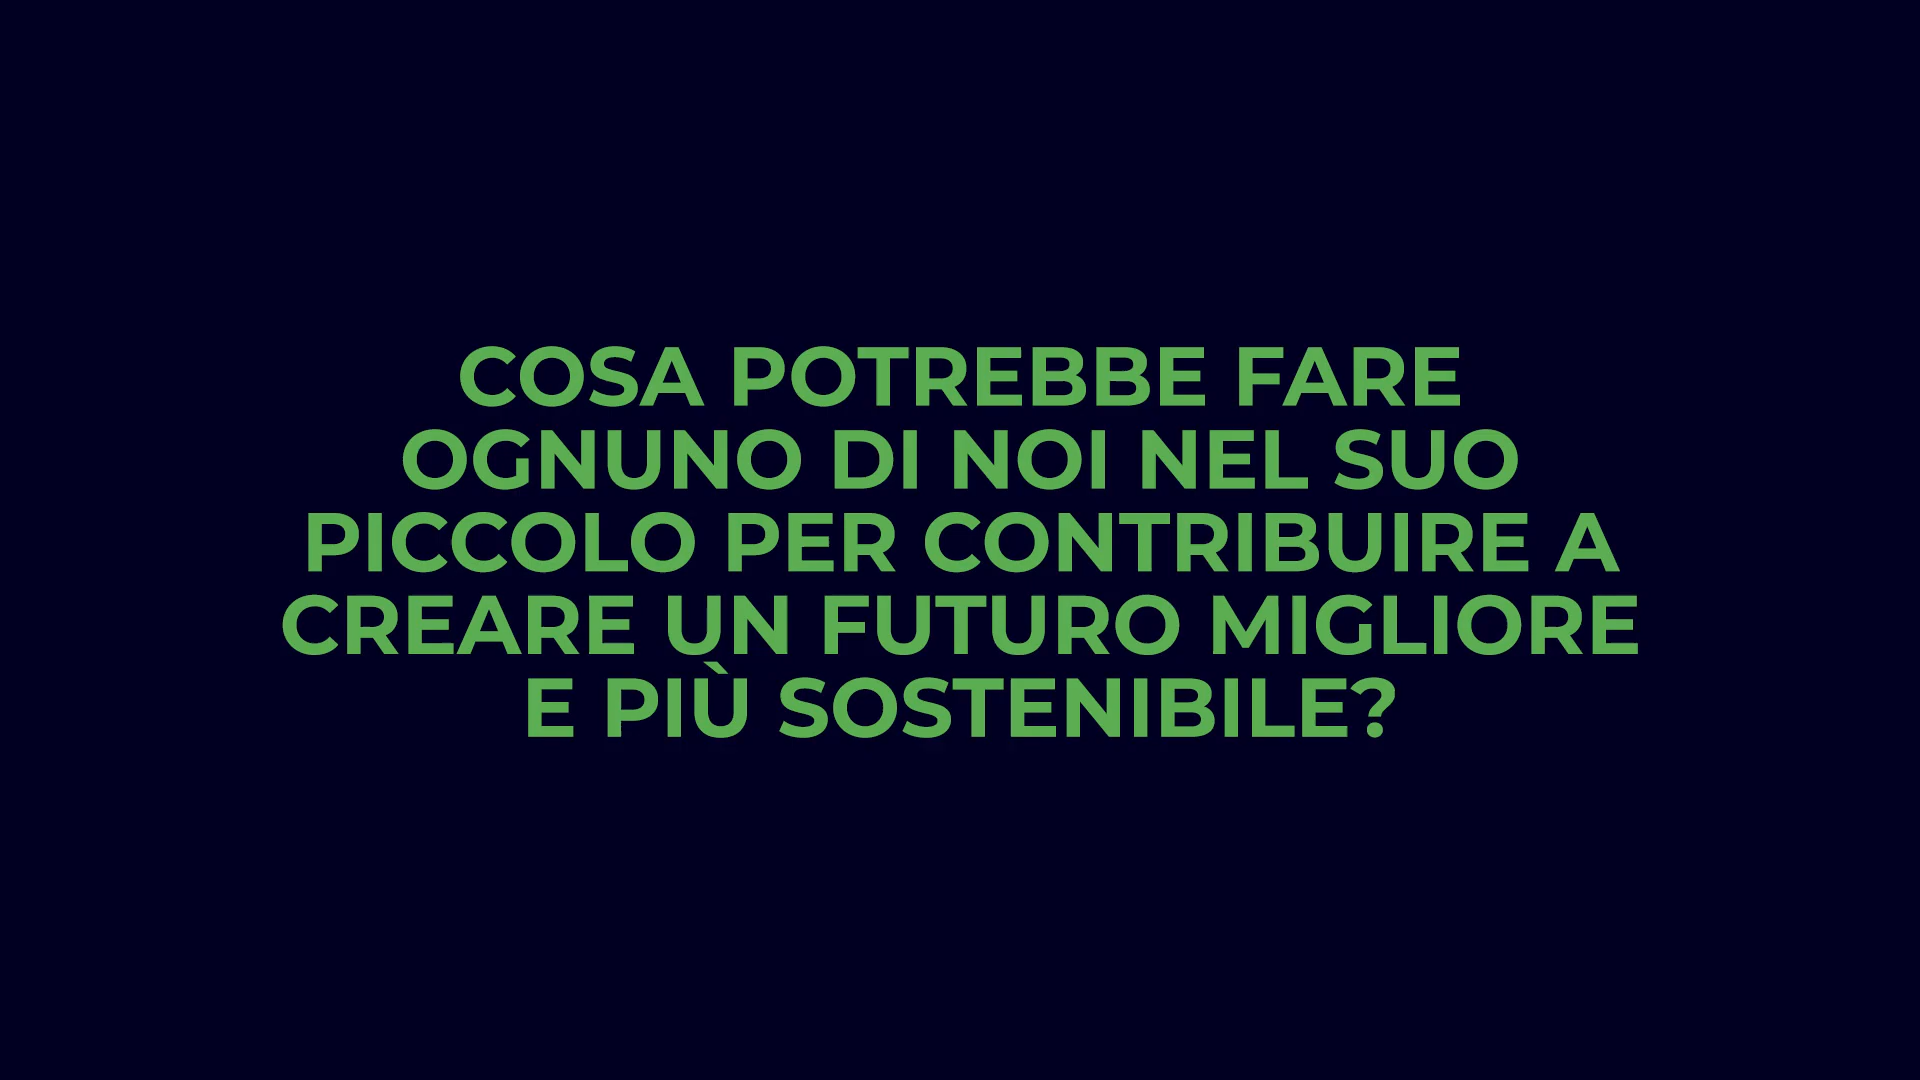 COSA POTREBBE FARE
OGNUNO DI NOI NEL SUO
PICCOLO PER CONTRIBUIRE A
CREARE UN FUTURO MIGLIORE
E PIÙ SOSTENIBILE?